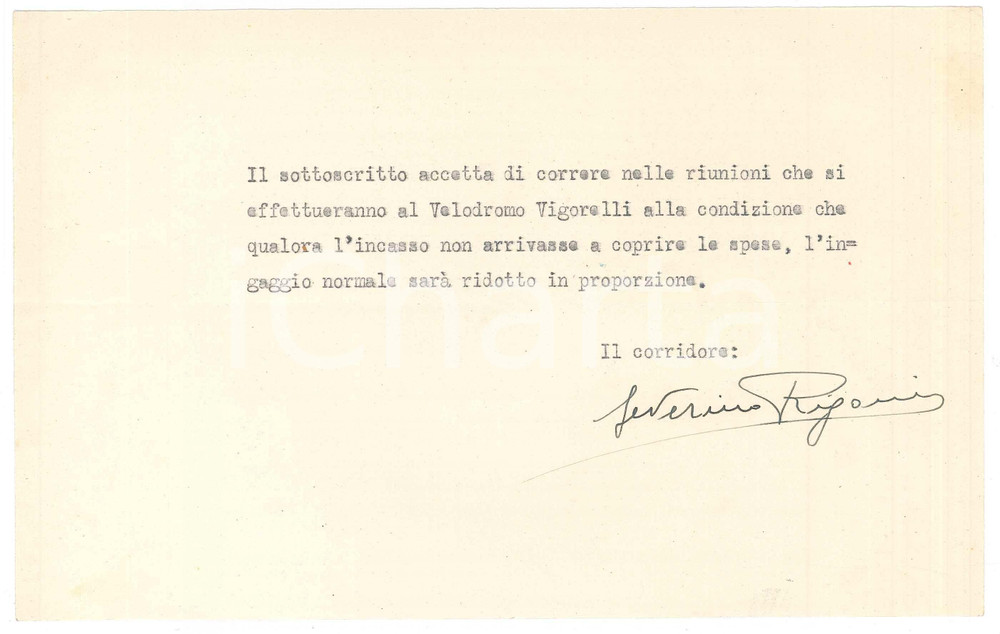 Il sottoscritto accetta di correre nelle riunioni che si
effettueranno al Velodromo Vigorelli alla condizione che
qualora l'incasso non arrivasse a coprire le spese, l'in=
gaggio normale sarà ridotto in proporzione.
Il corridore:
Severino Rigoni
iCharta